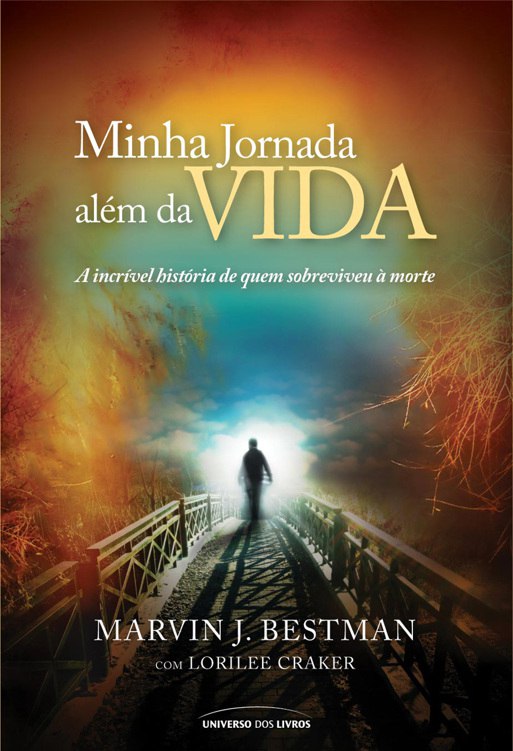 Minha Jornada
além da VIDA
A incrível história de quem sobreviveu à morte
MARVIN J. BESTMAN
COM LORILEE CRAKER
UNIVERSO DOS LIVROS